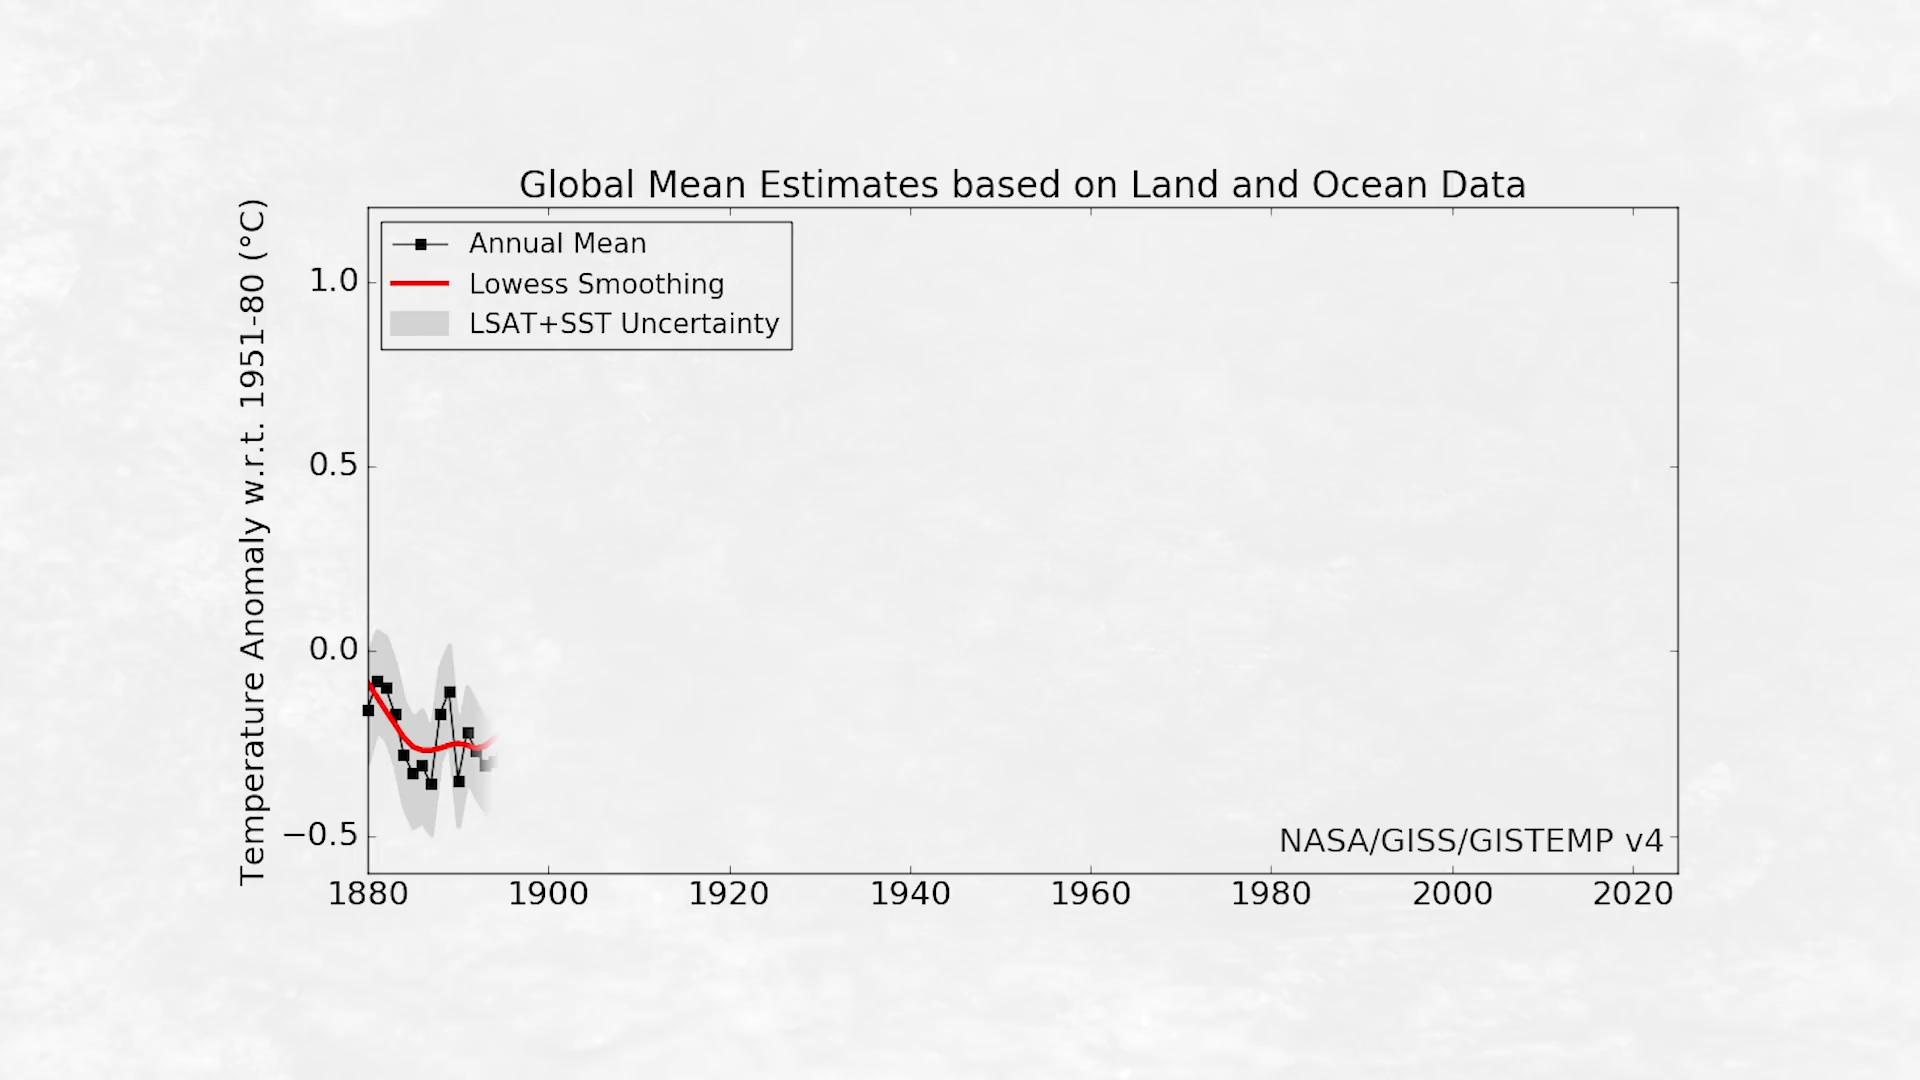 Global Mean Estimates based on Land and Ocean Data
Temperature Anomaly w.r.t. 1951-80 (°C)
Annual Mean
Lowess Smoothing
LSAT+SST Uncertainty
1.0
0.5
0.0
−0.5
NASA/GISS/GISTEMP v4
1880 1900 1920 1940 1960 1980 2000 2020